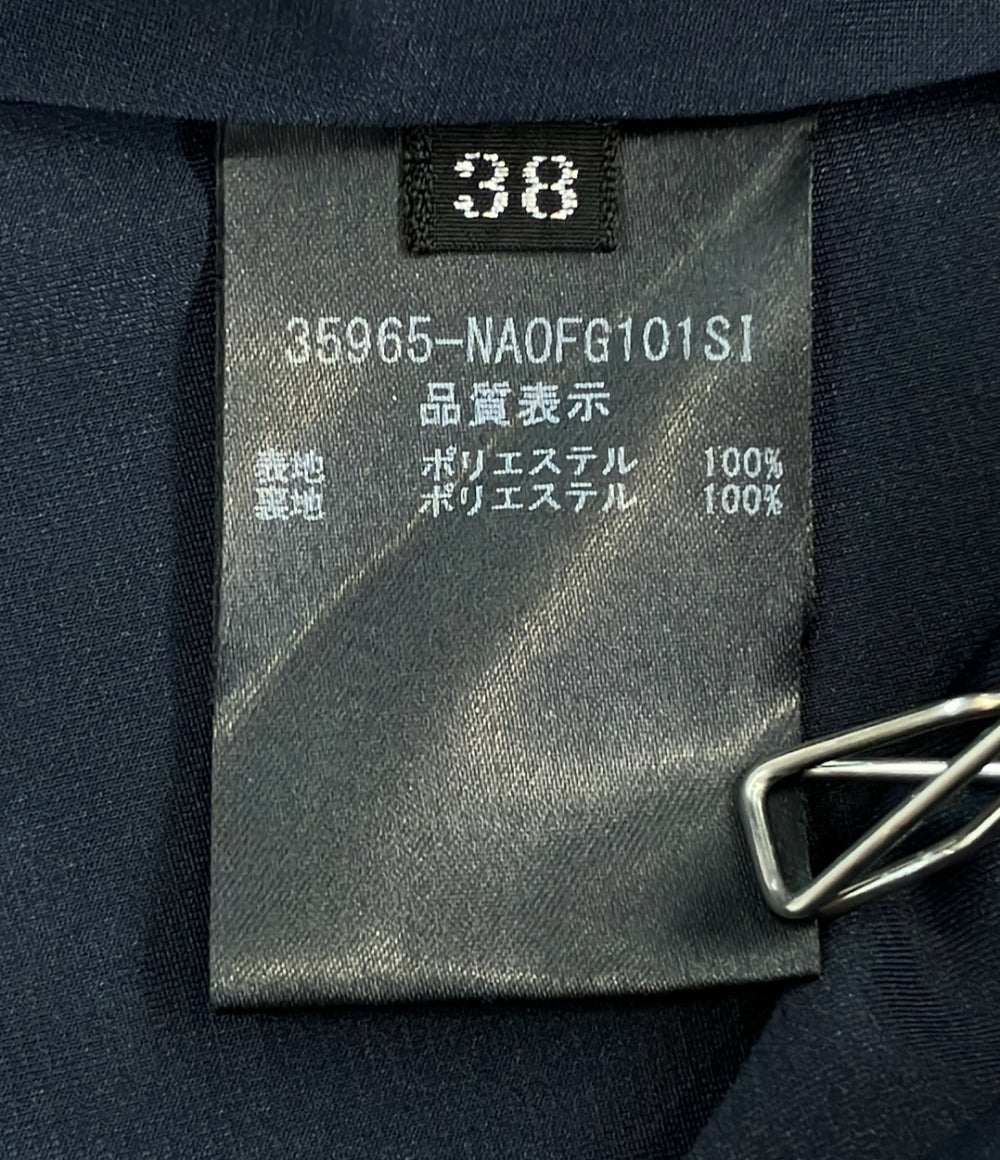 38
35965-NAOFG101SI
品質表示
表地 ポリエステル 100%
裏地 ポリエステル 100%